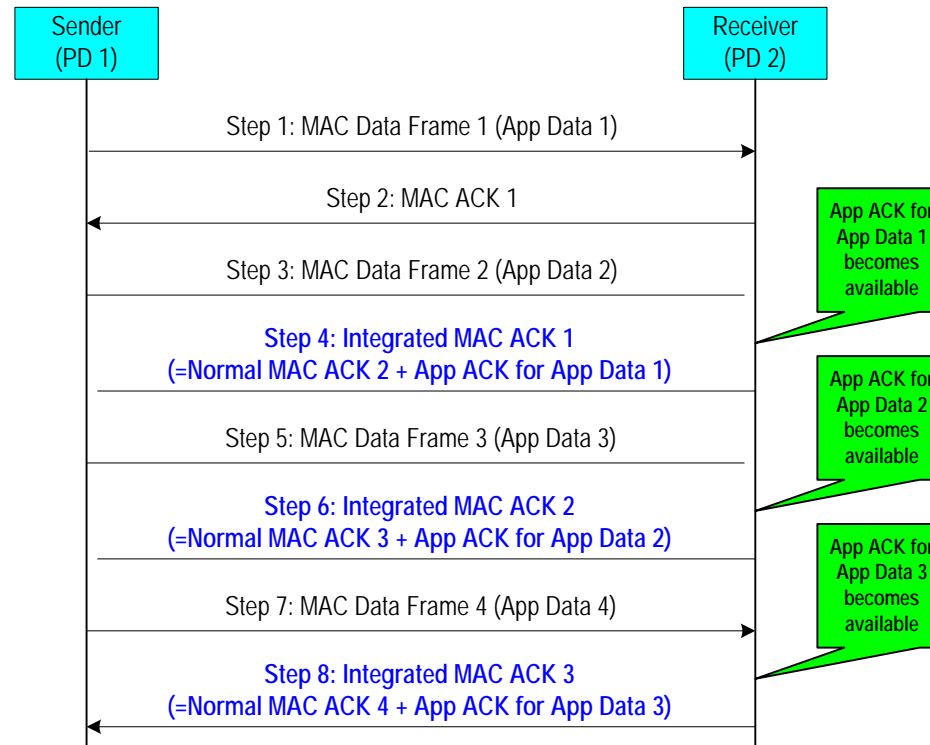 Sender
(PD 1)
Receiver
(PD 2)
Step 1: MAC Data Frame 1 (App Data 1)
Step 2: MAC ACK 1
App ACK for
App Data 1
becomes
available
Step 3: MAC Data Frame 2 (App Data 2)
Step 4: Integrated MAC ACK 1
(=Normal MAC ACK 2 + App ACK for App Data 1)
App ACK for
App Data 2
becomes
available
Step 5: MAC Data Frame 3 (App Data 3)
Step 6: Integrated MAC ACK 2
(=Normal MAC ACK 3 + App ACK for App Data 2)
App ACK for
App Data 3
becomes
available
Step 7: MAC Data Frame 4 (App Data 4)
Step 8: Integrated MAC ACK 3
(=Normal MAC ACK 4 + App ACK for App Data 3)